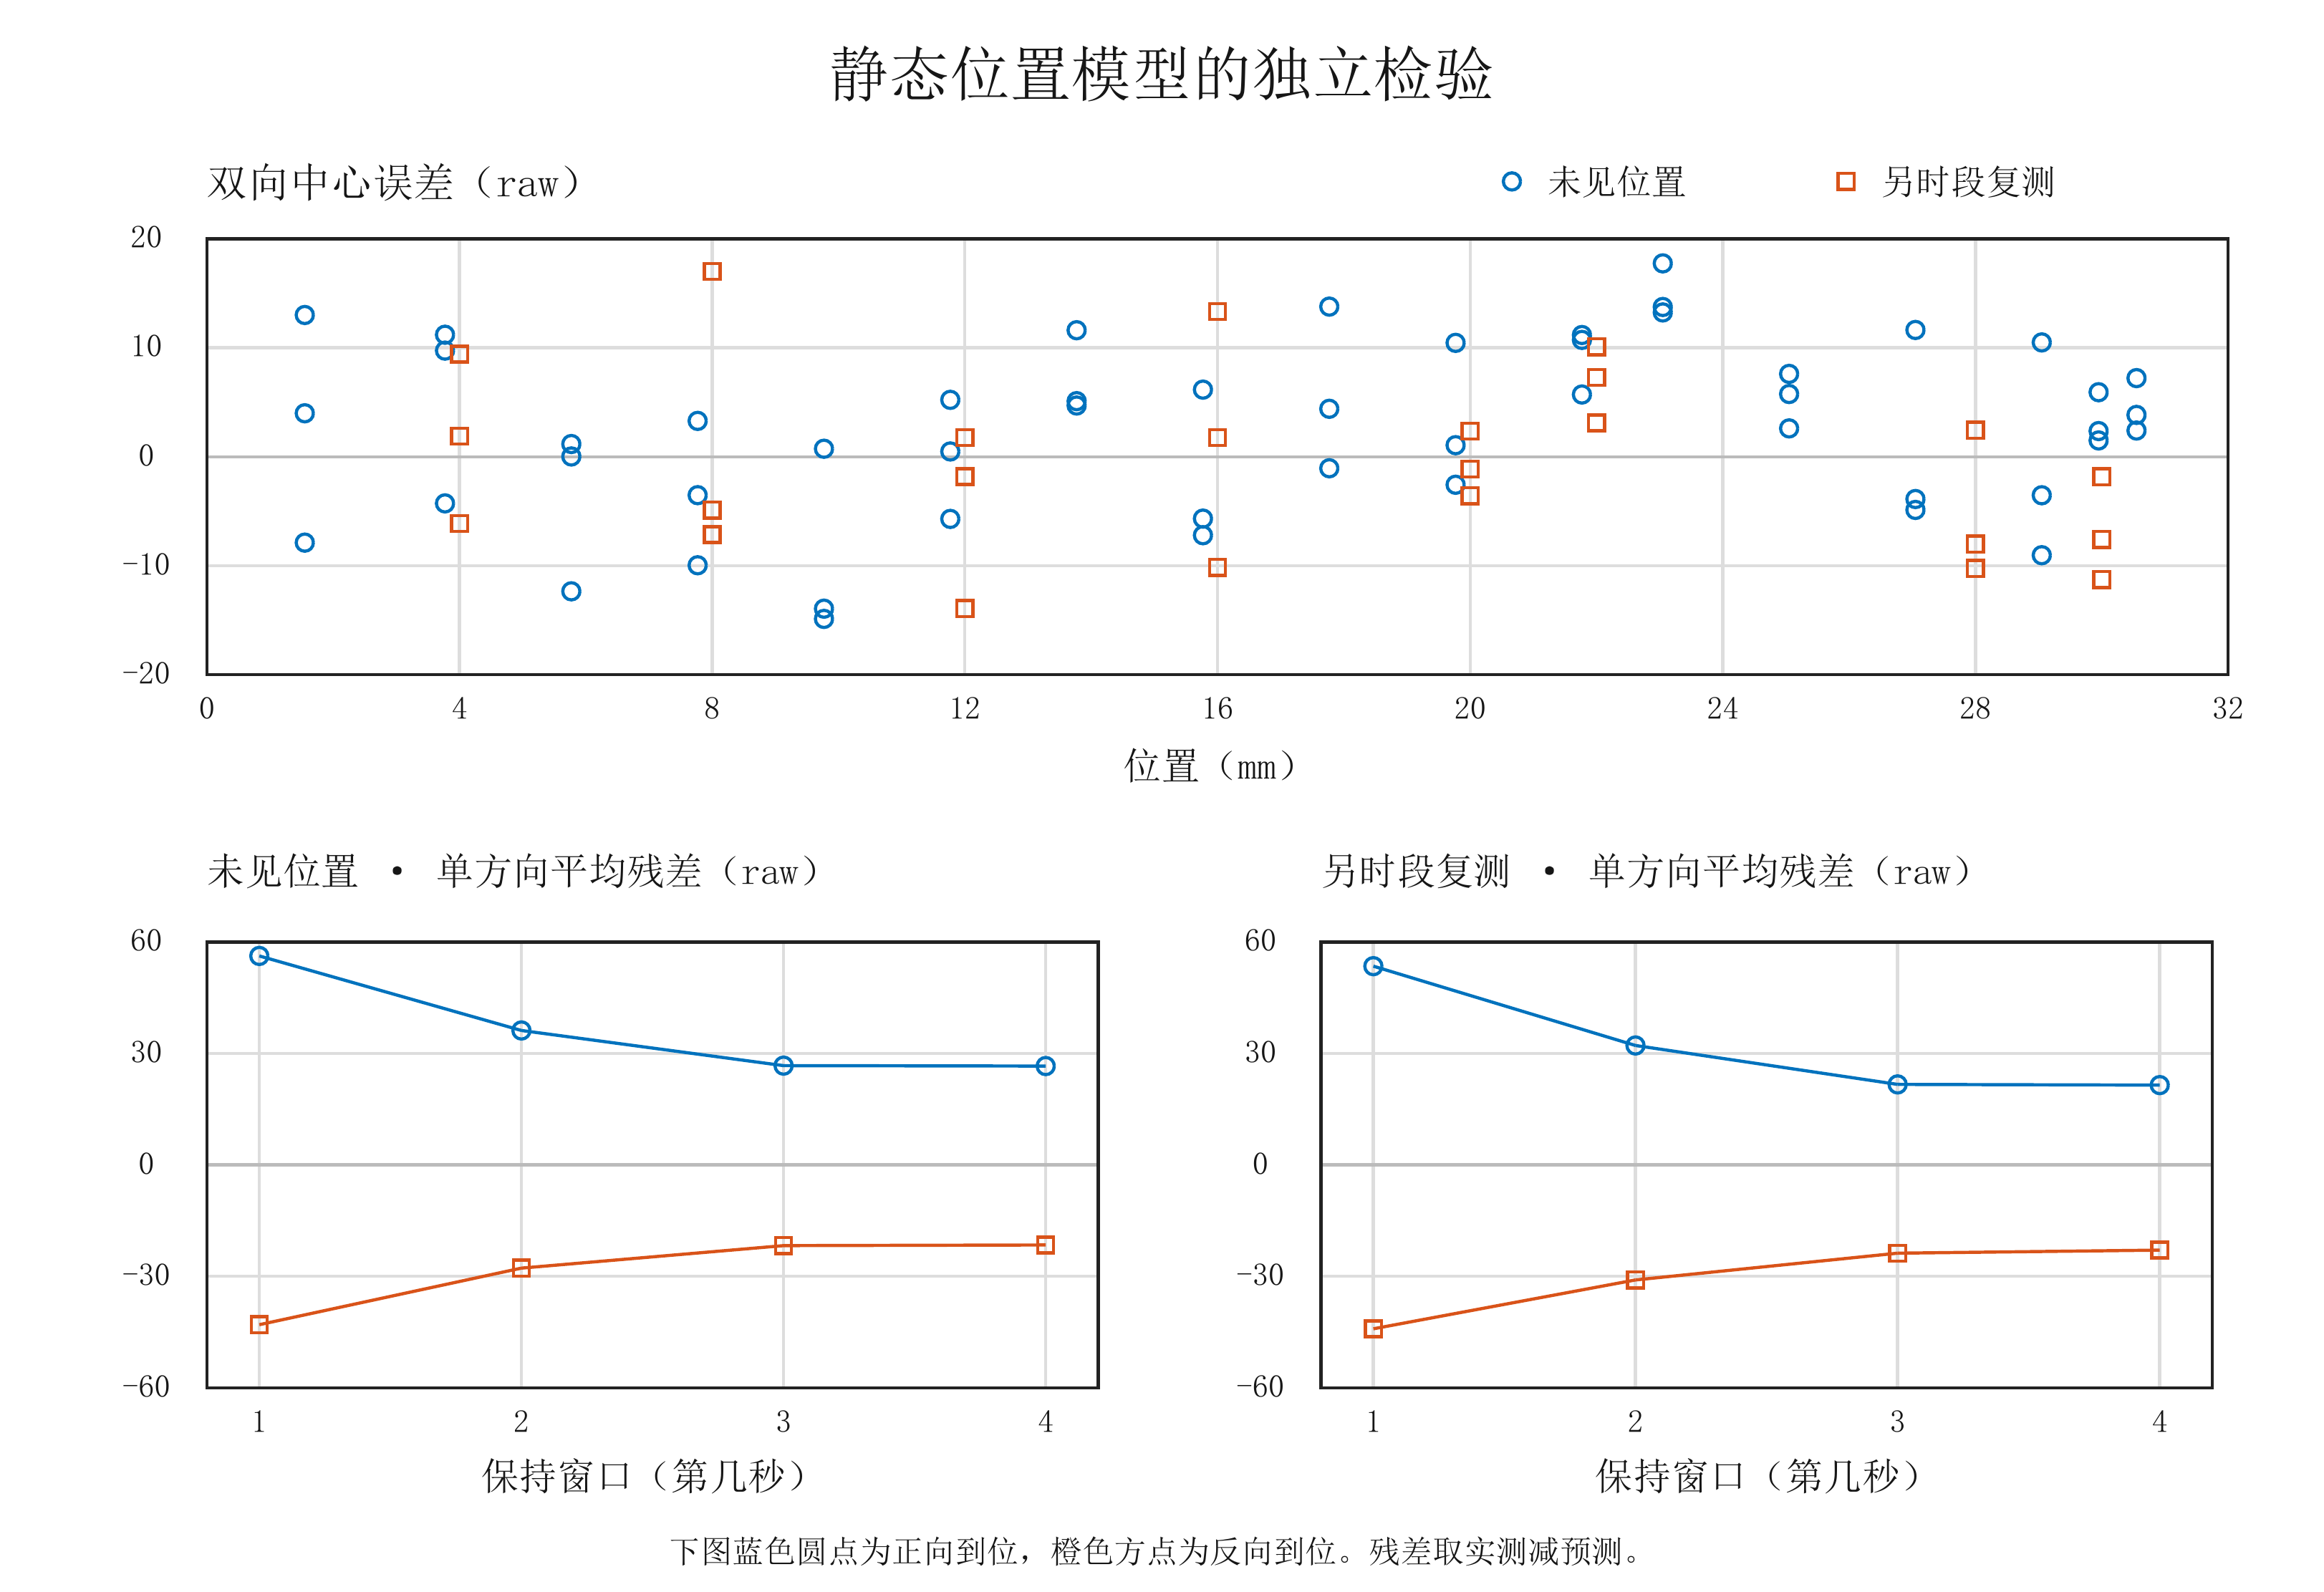 静态位置模型的独立检验
双向中心误差（raw）
未见位置
另时段复测
20
10
0
-10
-20
0 4 8 12 16 20 24 28 32
位置（mm）
未见位置 • 单方向平均残差（raw）
60
30
0
-30
-60
1 2 3 4
保持窗口（第几秒）
另时段复测 • 单方向平均残差（raw）
60
30
0
-30
-60
1 2 3 4
保持窗口（第几秒）
下图蓝色圆点为正向到位，橙色方点为反向到位。残差取实测减预测。